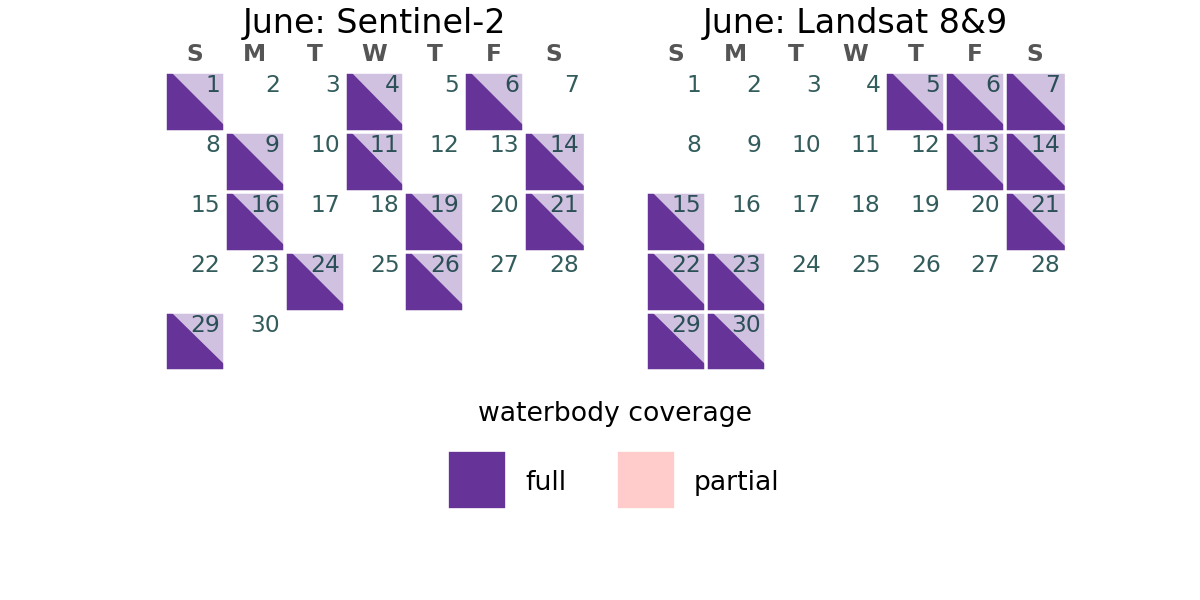 June: Sentinel-2
S M T W T F S
1 2 3 4 5 6 7
8 9 10 11 12 13 14
15 16 17 18 19 20 21
22 23 24 25 26 27 28
29 30
June: Landsat 8&9
S M T W T F S
1 2 3 4 5 6 7
8 9 10 11 12 13 14
15 16 17 18 19 20 21
22 23 24 25 26 27 28
29 30
waterbody coverage
full partial